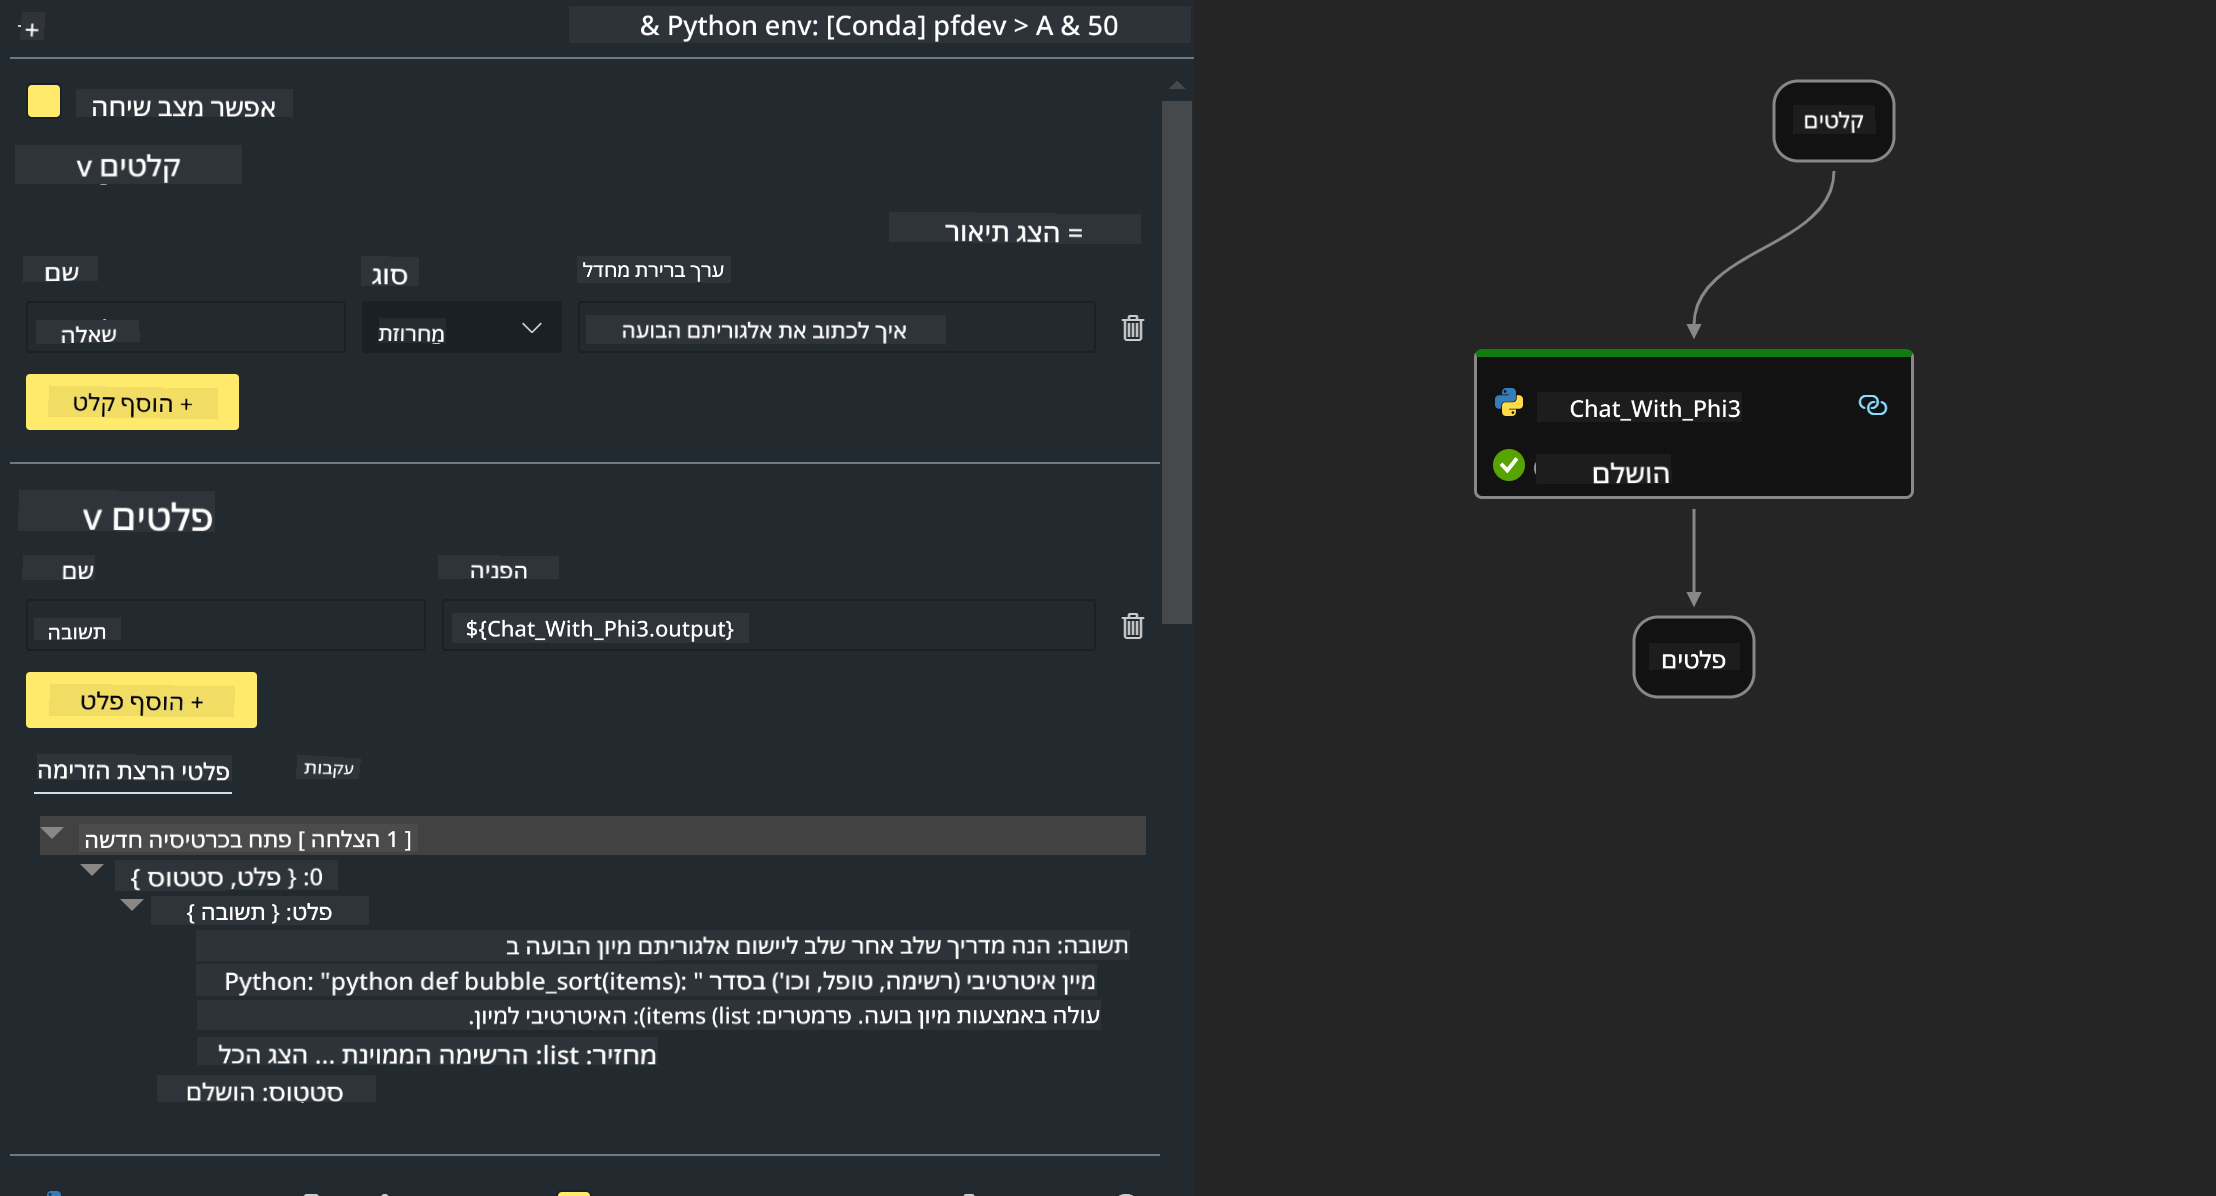 +
& Python env: [Conda] pfdev > A & 50
אפשר מצב שיחה
קלטים v
= הצג תיאור
שם
סוג
ערך ברירת מחדל
שאלה
מחרוזת
איך לכתוב את אלגוריתם הבועה
+ הוסף קלט
פלטים v
שם
הפניה
תשובה
${Chat_With_Phi3.output}
+ הוסף פלט
פלטי הרצת הזרימה
עקבות
[ 1 הצלחה ] פתח בכרטיסיה חדשה
0: { פלט, סטטוס }
פלט: { תשובה }
תשובה: הנה מדריך שלב אחר שלב ליישום אלגוריתם מיון הבועה ב
Python: "python def bubble_sort(items): " מיין איטרטיבי (רשימה, טופל, וכו') בסדר
עולה באמצעות מיון בועה. פרמטרים: items (list): האיטרטיבי למיון.
מחזיר: list: הרשימה הממוינת ... הצג הכל
סטטוס: הושלם
קלטים
Chat_With_Phi3
הושלם
פלטים